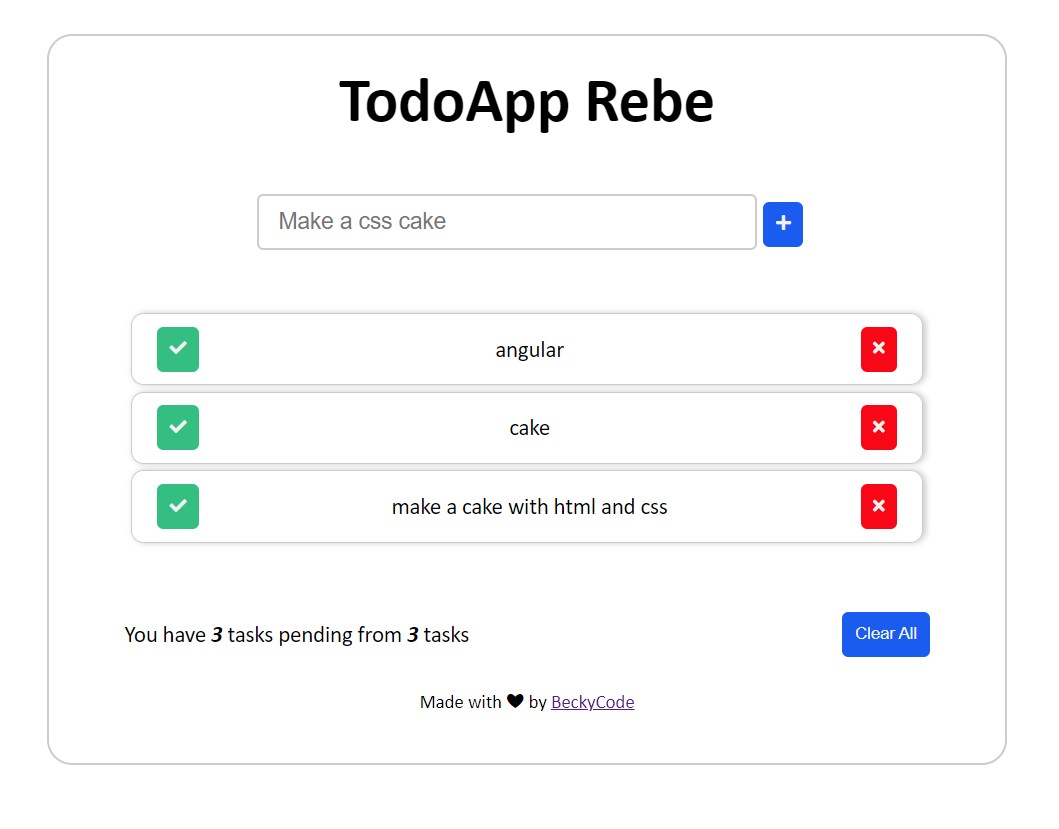 TodoApp Rebe
Make a css cake
angular
cake
make a cake with html and css
You have 3 tasks pending from 3 tasks
Clear All
Made with ♥ by BeckyCode